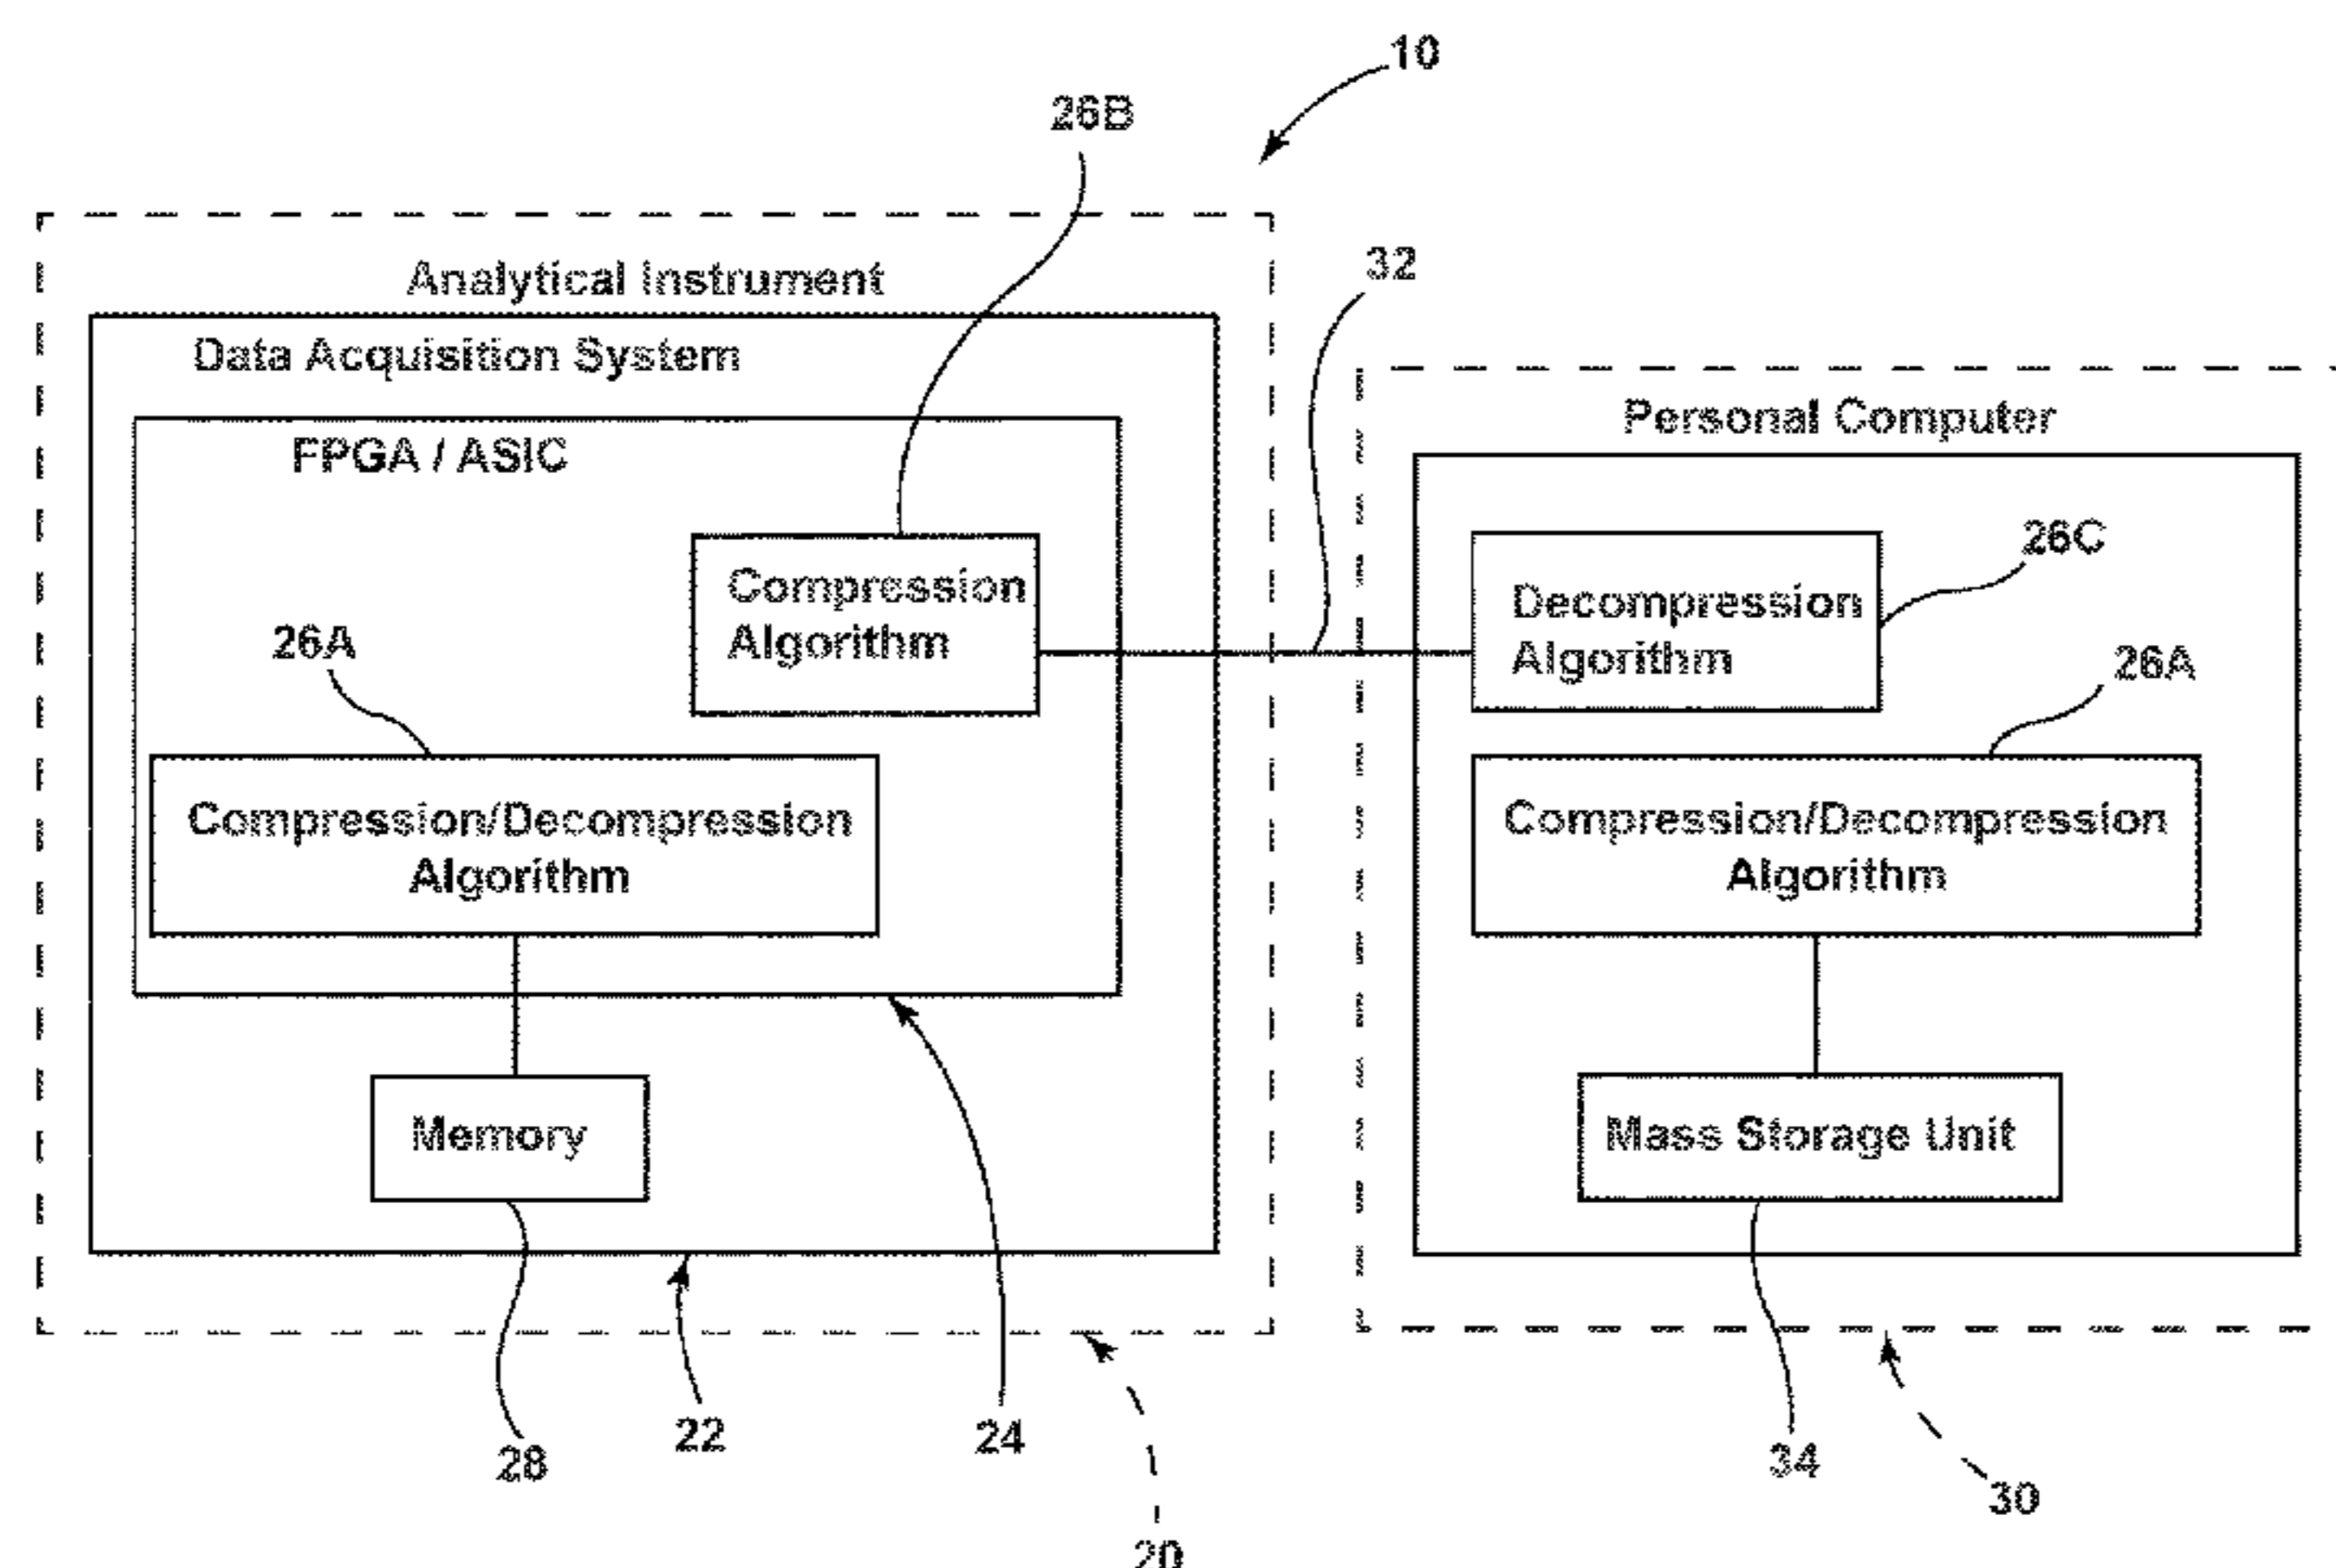 10
26B
32
Analytical Instrument
Data Acquisition System
FPGA / ASIC
Compression
Algorithm
26A
Compression/Decompression
Algorithm
Memory
28
22
24
20
Personal Computer
26C
Decompression
Algorithm
26A
Compression/Decompression
Algorithm
Mass Storage Unit
34
30